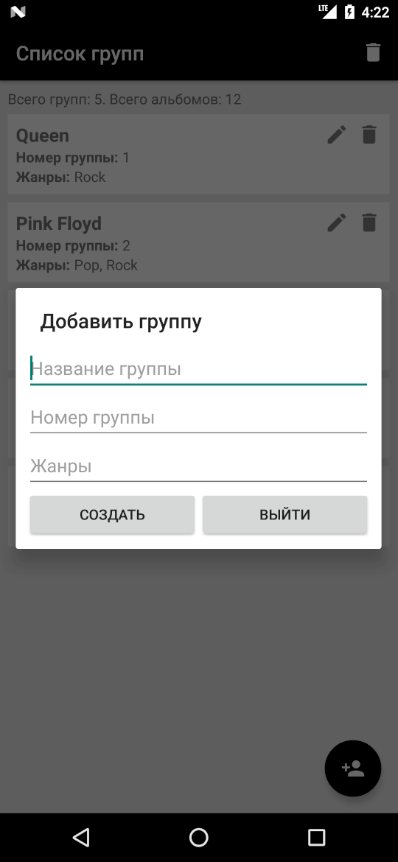 LTE 4:22
Список групп
Всего групп: 5. Всего альбомов: 12
Queen
Номер группы: 1
Жанры: Rock
Pink Floyd
Номер группы: 2
Жанры: Pop, Rock
Добавить группу
Название группы
Номер группы
Жанры
СОЗДАТЬ ВЫЙТИ